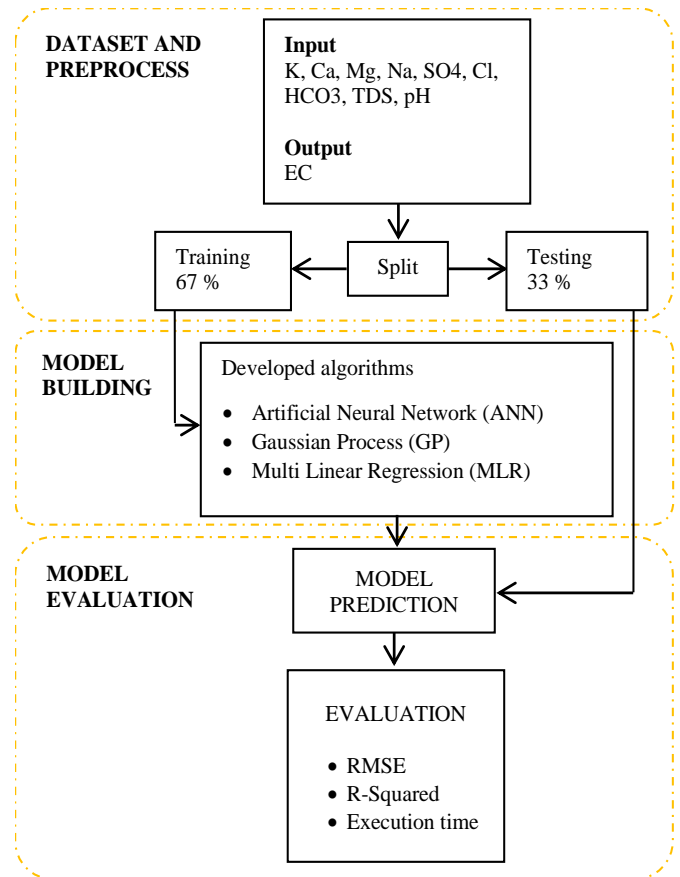 DATASET AND
PREPROCESS
Input
K, Ca, Mg, Na, SO4, Cl,
HCO3, TDS, pH
Output
EC
Training
67 %
Split
Testing
33 %
MODEL
BUILDING
Developed algorithms
• Artificial Neural Network (ANN)
• Gaussian Process (GP)
• Multi Linear Regression (MLR)
MODEL
EVALUATION
MODEL
PREDICTION
EVALUATION
• RMSE
• R-Squared
• Execution time